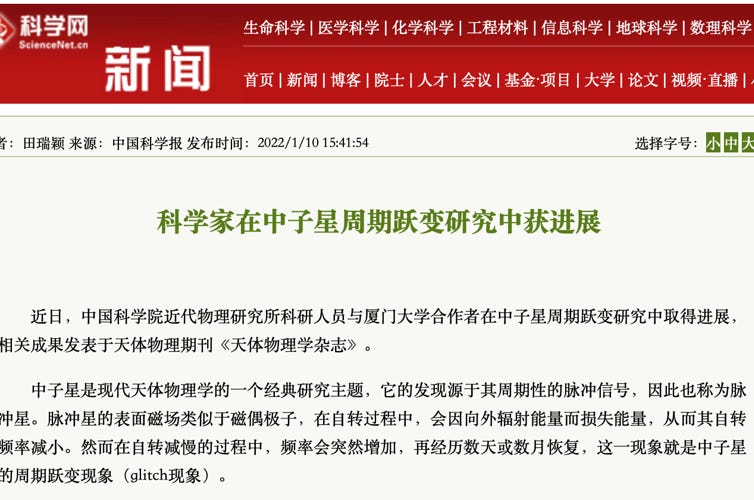 科学网
ScienceNet.cn
新闻
生命科学 | 医学科学 | 化学科学 | 工程材料 | 信息科学 | 地球科学 | 数理科学
首页 | 新闻 | 博客 | 院士 | 人才 | 会议 | 基金·项目 | 大学 | 论文 | 视频·直播 |
者：田瑞颖 来源：中国科学报 发布时间：2022/1/10 15:41:54
选择字号：小 中 大
科学家在中子星周期跃变研究中获进展
近日，中国科学院近代物理研究所科研人员与厦门大学合作者在中子星周期跃变研究中取得进展，
相关成果发表于天体物理期刊《天体物理学杂志》。
中子星是现代天体物理学的一个经典研究主题，它的发现源于其周期性的脉冲信号，因此也称为脉
冲星。脉冲星的表面磁场类似于磁偶极子，在自转过程中，会因向外辐射能量而损失能量，从而其自转
频率减小。然而在自转减慢的过程中，频率会突然增加，再经历数天或数月恢复，这一现象就是中子星
的周期跃变现象（glitch现象）。